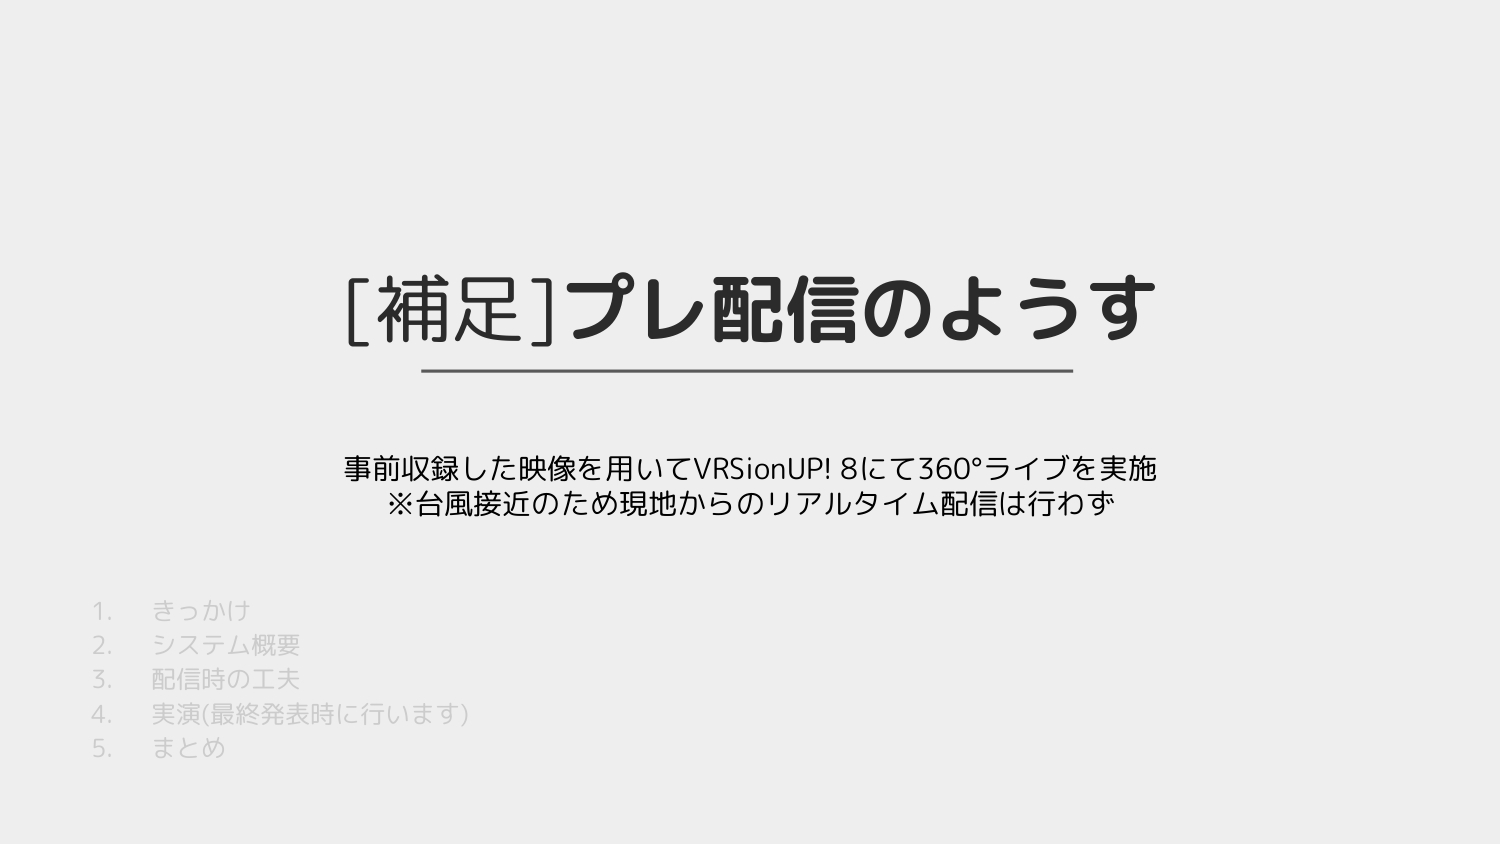 [補足]プレ配信のようす
事前収録した映像を用いてVRSionUP! 8にて360°ライブを実施
※台風接近のため現地からのリアルタイム配信は行わず
1. きっかけ
2. システム概要
3. 配信時の工夫
4. 実演(最終発表時に行います)
5. まとめ